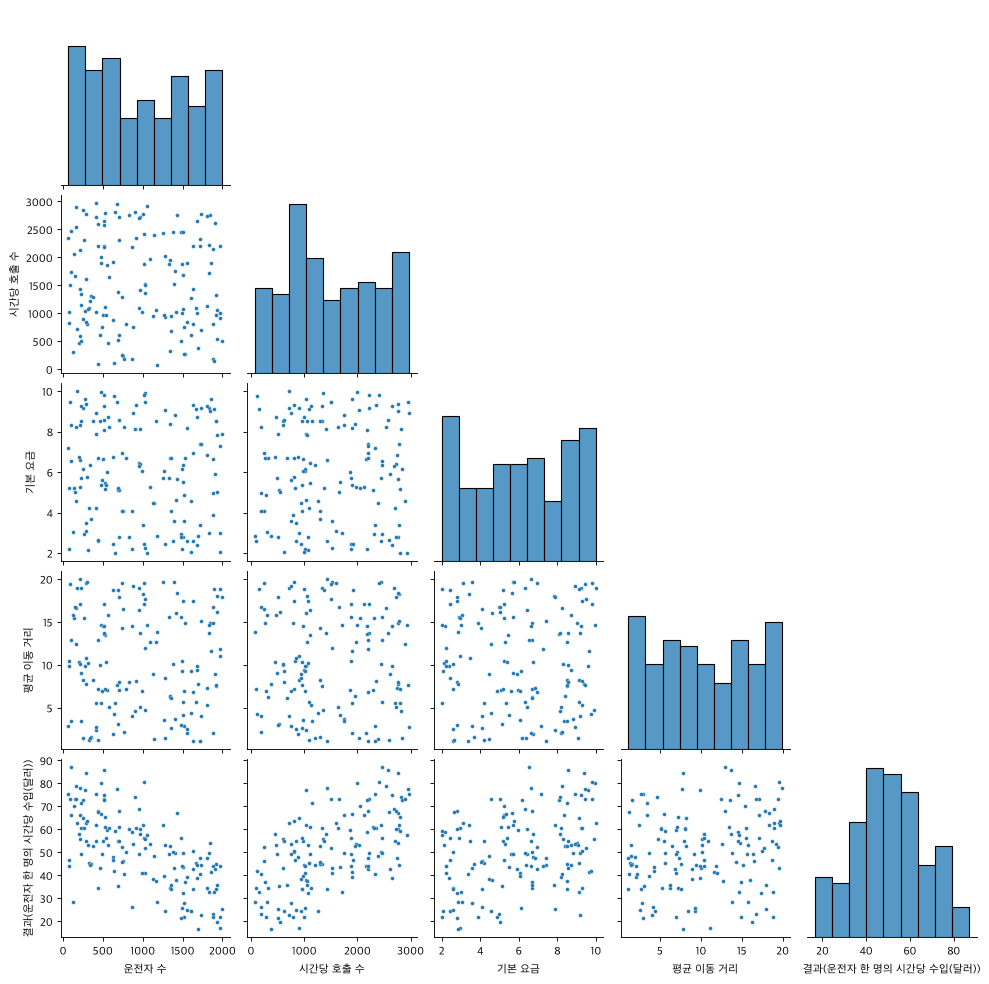 시간당 호출 수
3000
2500
2000
1500
1000
500
0
기본 요금
10
8
6
4
2
평균 이동 거리
20
15
10
5
결과(운전자 한 명의 시간당 수입(달러))
90
80
70
60
50
40
30
20
0 500 1000 1500 2000
운전자 수
0 1000 2000 3000
시간당 호출 수
2 4 6 8 10
기본 요금
5 10 15 20
평균 이동 거리
20 40 60 80
결과(운전자 한 명의 시간당 수입(달러))